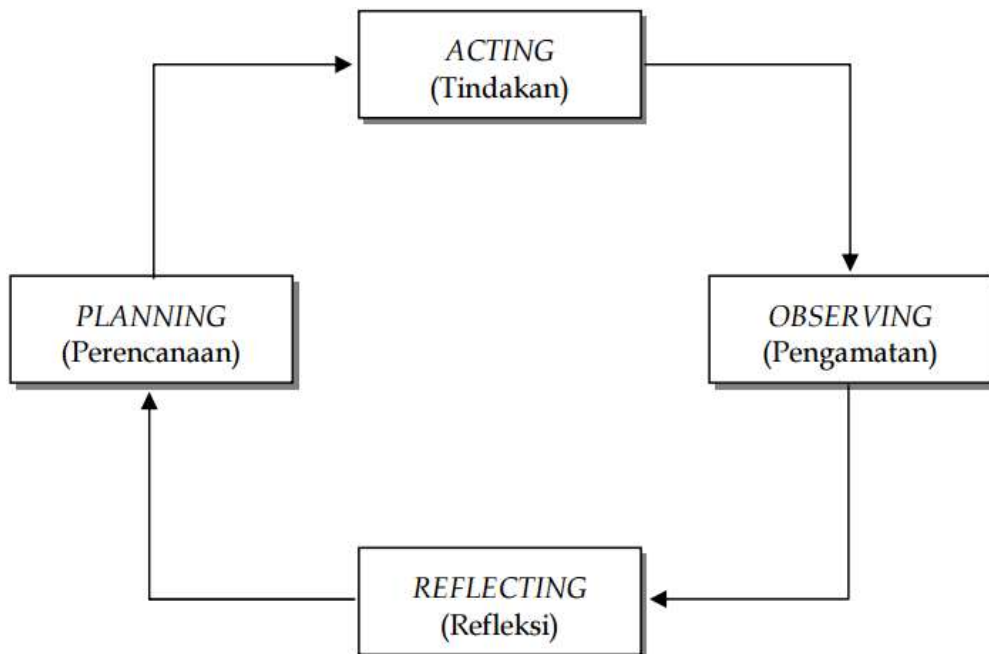 ACTING
(Tindakan)
PLANNING
(Perencanaan)
OBSERVING
(Pengamatan)
REFLECTING
(Refleksi)